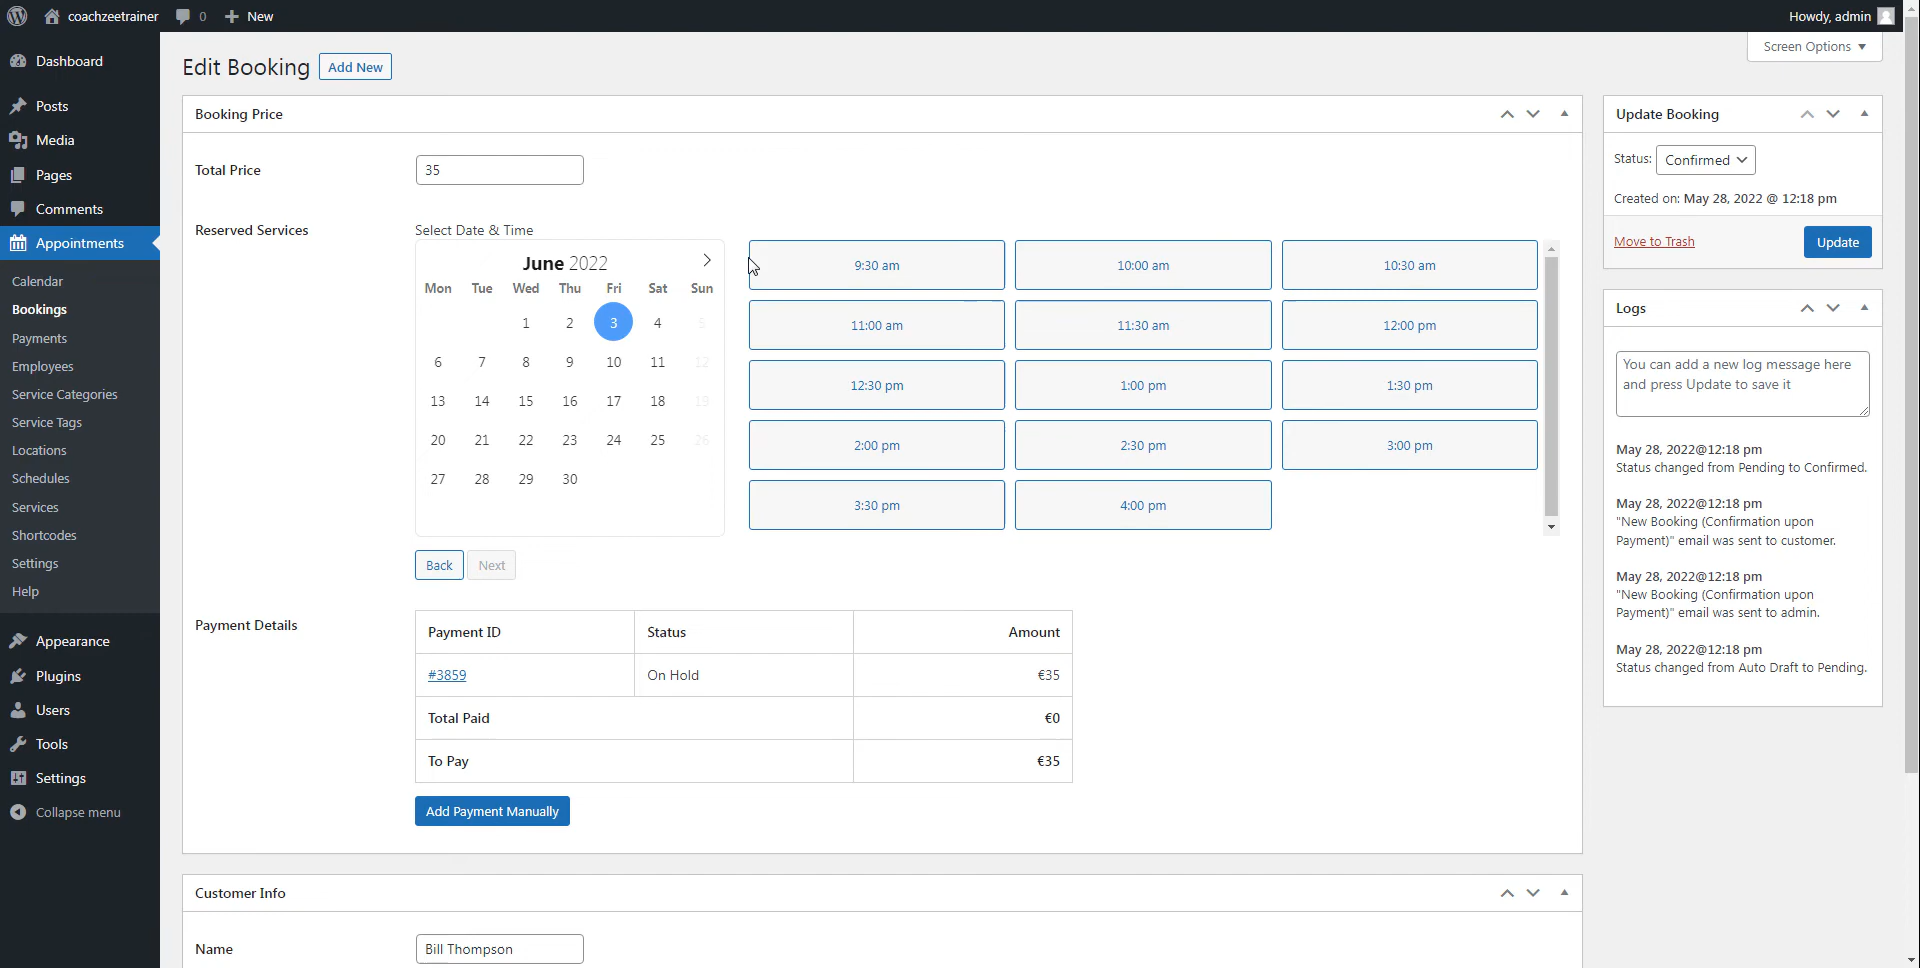 coachzeetrainer
0
New
Howdy, admin
Screen Options
Dashboard
Posts
Media
Pages
Comments
Appointments
Calendar
Bookings
Payments
Employees
Service Categories
Service Tags
Locations
Schedules
Services
Shortcodes
Settings
Help
Appearance
Plugins
Users
Tools
Settings
Collapse menu
Edit Booking
Add New
Booking Price
Total Price
35
Reserved Services
Select Date & Time
June 2022
Mon Tue Wed Thu Fri Sat Sun
1 2 3 4 5
6 7 8 9 10 11 12
13 14 15 16 17 18 19
20 21 22 23 24 25 26
27 28 29 30
9:30 am 10:00 am 10:30 am
11:00 am 11:30 am 12:00 pm
12:30 pm 1:00 pm 1:30 pm
2:00 pm 2:30 pm 3:00 pm
3:30 pm 4:00 pm
Back
Next
Payment Details
Payment ID Status Amount
#3859 On Hold €35
Total Paid €0
To Pay €35
Add Payment Manually
Customer Info
Name
Bill Thompson
Update Booking
Status: Confirmed
Created on: May 28, 2022 @ 12:18 pm
Move to Trash
Update
Logs
You can add a new log message here
and press Update to save it
May 28, 2022@12:18 pm
Status changed from Pending to Confirmed.
May 28, 2022@12:18 pm
"New Booking (Confirmation upon
Payment)" email was sent to customer.
May 28, 2022@12:18 pm
"New Booking (Confirmation upon
Payment)" email was sent to admin.
May 28, 2022@12:18 pm
Status changed from Auto Draft to Pending.